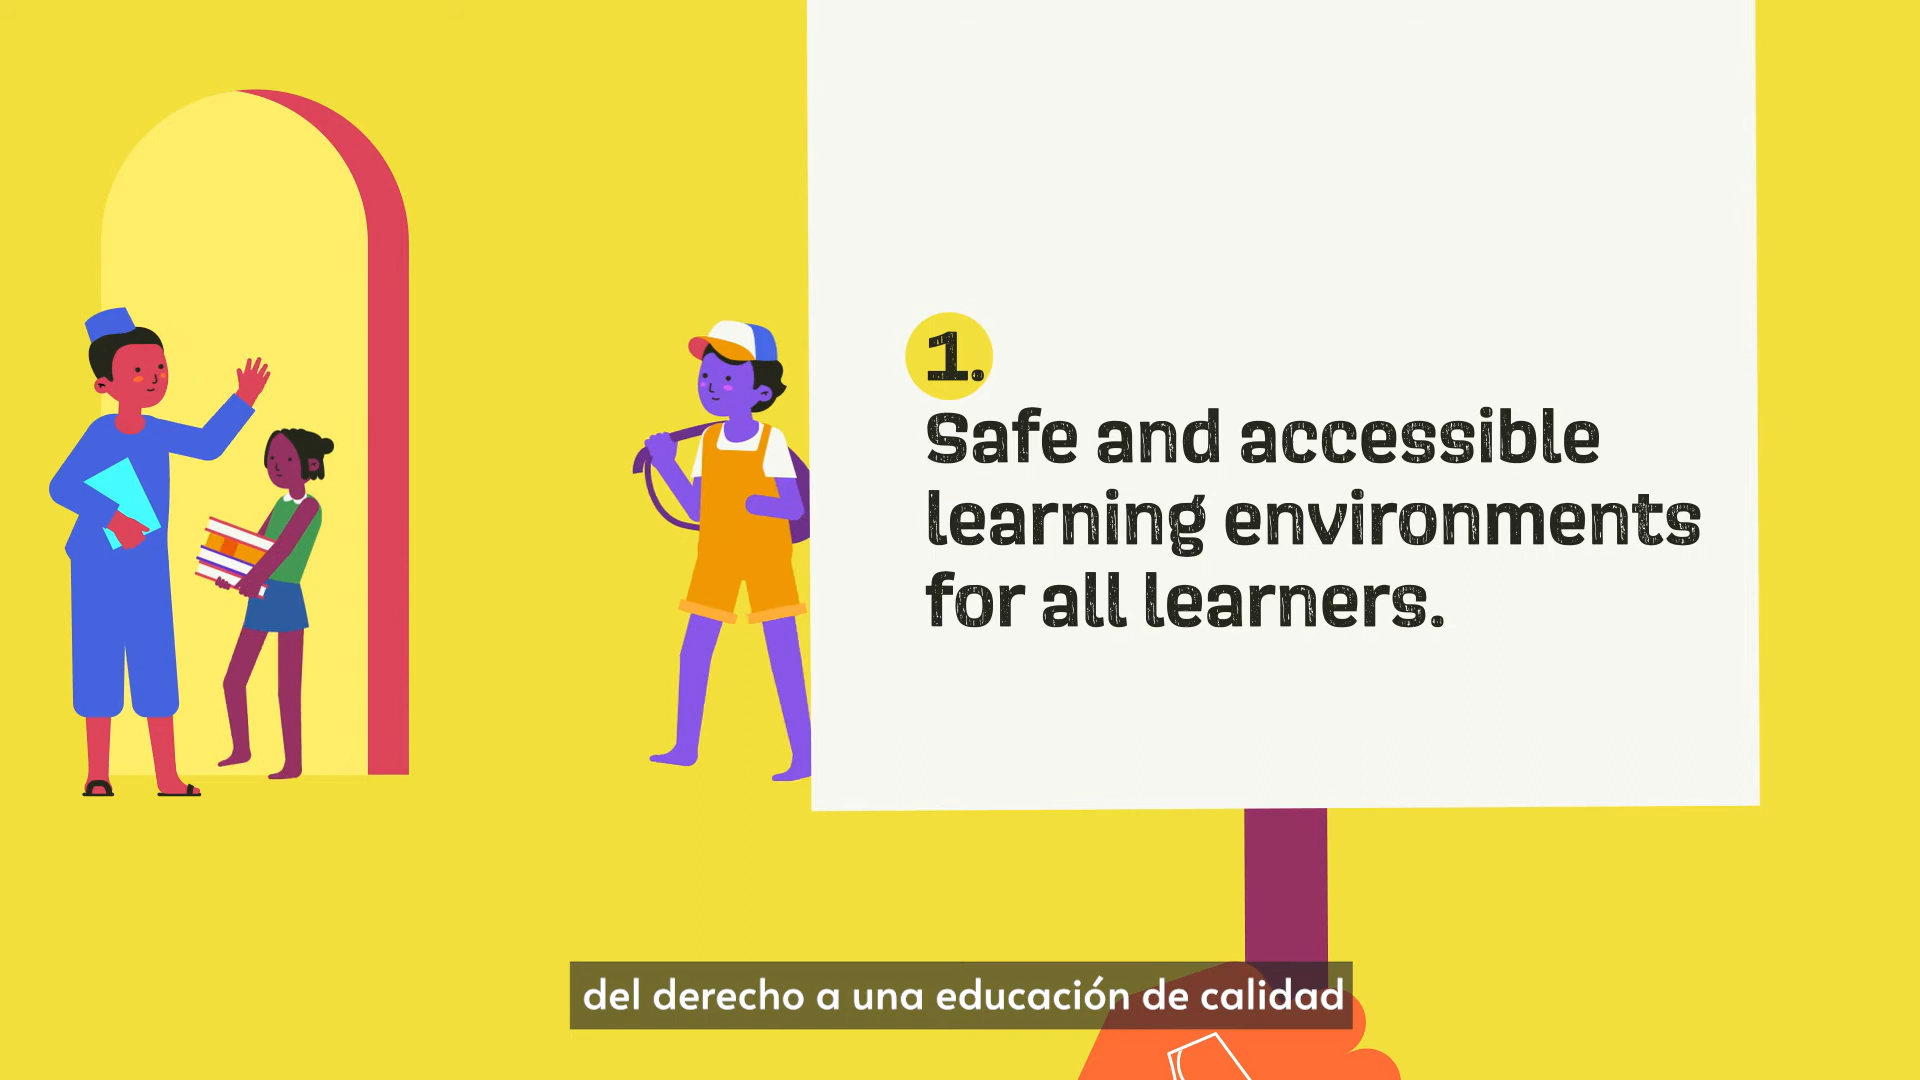 1.
Safe and accessible
learning environments
for all learners.
del derecho a una educación de calidad